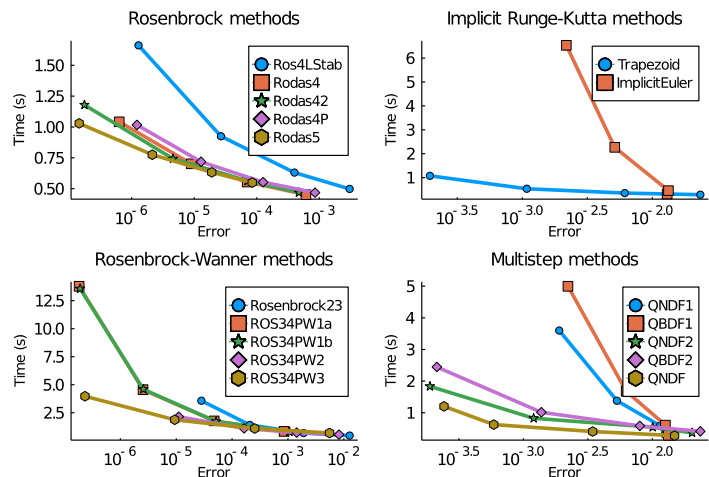 Rosenbrock methods
1.50
1.25
1.00
0.75
0.50
Time (s)
10⁻⁶
10⁻⁵
10⁻⁴
10⁻³
Error
Ros4LStab
Rodas4
Rodas42
Rodas4P
Rodas5
Implicit Runge-Kutta methods
6
5
4
3
2
1
Time (s)
10⁻³·⁵
10⁻³·⁰
10⁻²·⁵
10⁻²·⁰
Error
Trapezoid
ImplicitEuler
Rosenbrock-Wanner methods
12.5
10.0
7.5
5.0
2.5
Time (s)
10⁻⁶
10⁻⁵
10⁻⁴
10⁻³
10⁻²
Error
Rosenbrock23
ROS34PW1a
ROS34PW1b
ROS34PW2
ROS34PW3
Multistep methods
5
4
3
2
1
Time (s)
10⁻³·⁵
10⁻³·⁰
10⁻²·⁵
10⁻²·⁰
Error
QNDF1
QBDF1
QNDF2
QBDF2
QNDF